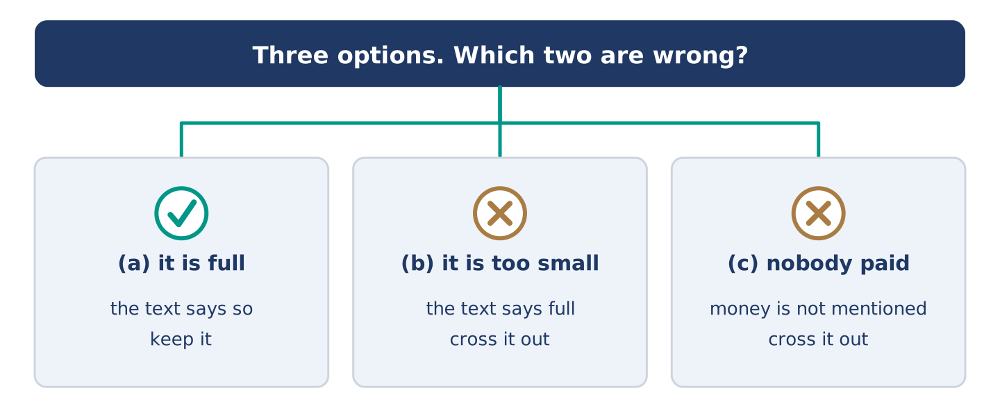 Three options. Which two are wrong?
(a) it is full
the text says so
keep it
(b) it is too small
the text says full
cross it out
(c) nobody paid
money is not mentioned
cross it out